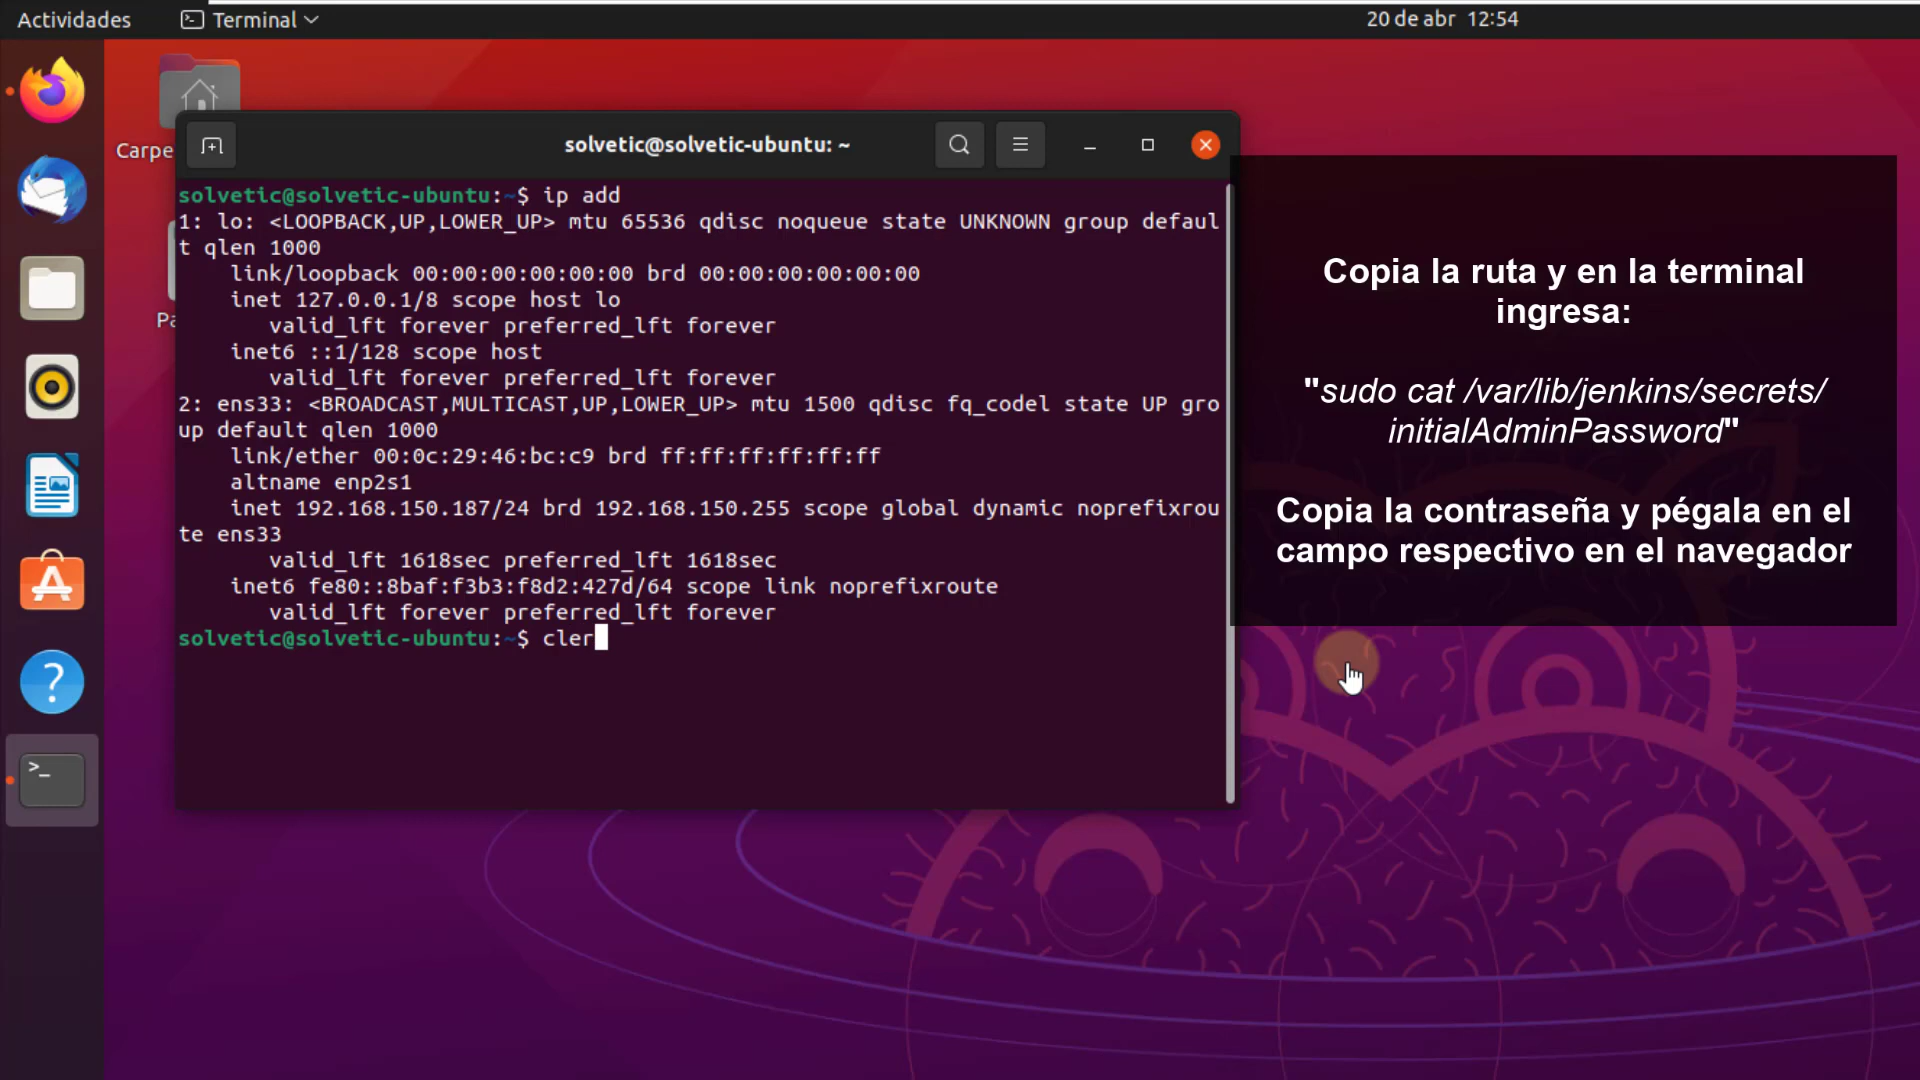 Actividades
Terminal
20 de abr 12:54
Carpe
Pa
solvetic@solvetic-ubuntu: ~
solvetic@solvetic-ubuntu:~$ ip add
1: lo: <LOOPBACK,UP,LOWER_UP> mtu 65536 qdisc noqueue state UNKNOWN group defaul
t qlen 1000
link/loopback 00:00:00:00:00:00 brd 00:00:00:00:00:00
inet 127.0.0.1/8 scope host lo
valid_lft forever preferred_lft forever
inet6 ::1/128 scope host
valid_lft forever preferred_lft forever
2: ens33: <BROADCAST,MULTICAST,UP,LOWER_UP> mtu 1500 qdisc fq_codel state UP gro
up default qlen 1000
link/ether 00:0c:29:46:bc:c9 brd ff:ff:ff:ff:ff:ff
altname enp2s1
inet 192.168.150.187/24 brd 192.168.150.255 scope global dynamic noprefixrou
te ens33
valid_lft 1618sec preferred_lft 1618sec
inet6 fe80::8baf:f3b3:f8d2:427d/64 scope link noprefixroute
valid_lft forever preferred_lft forever
solvetic@solvetic-ubuntu:~$ cler
Copia la ruta y en la terminal
ingresa:
"sudo cat /var/lib/jenkins/secrets/
initialAdminPassword"
Copia la contraseña y pégala en el
campo respectivo en el navegador